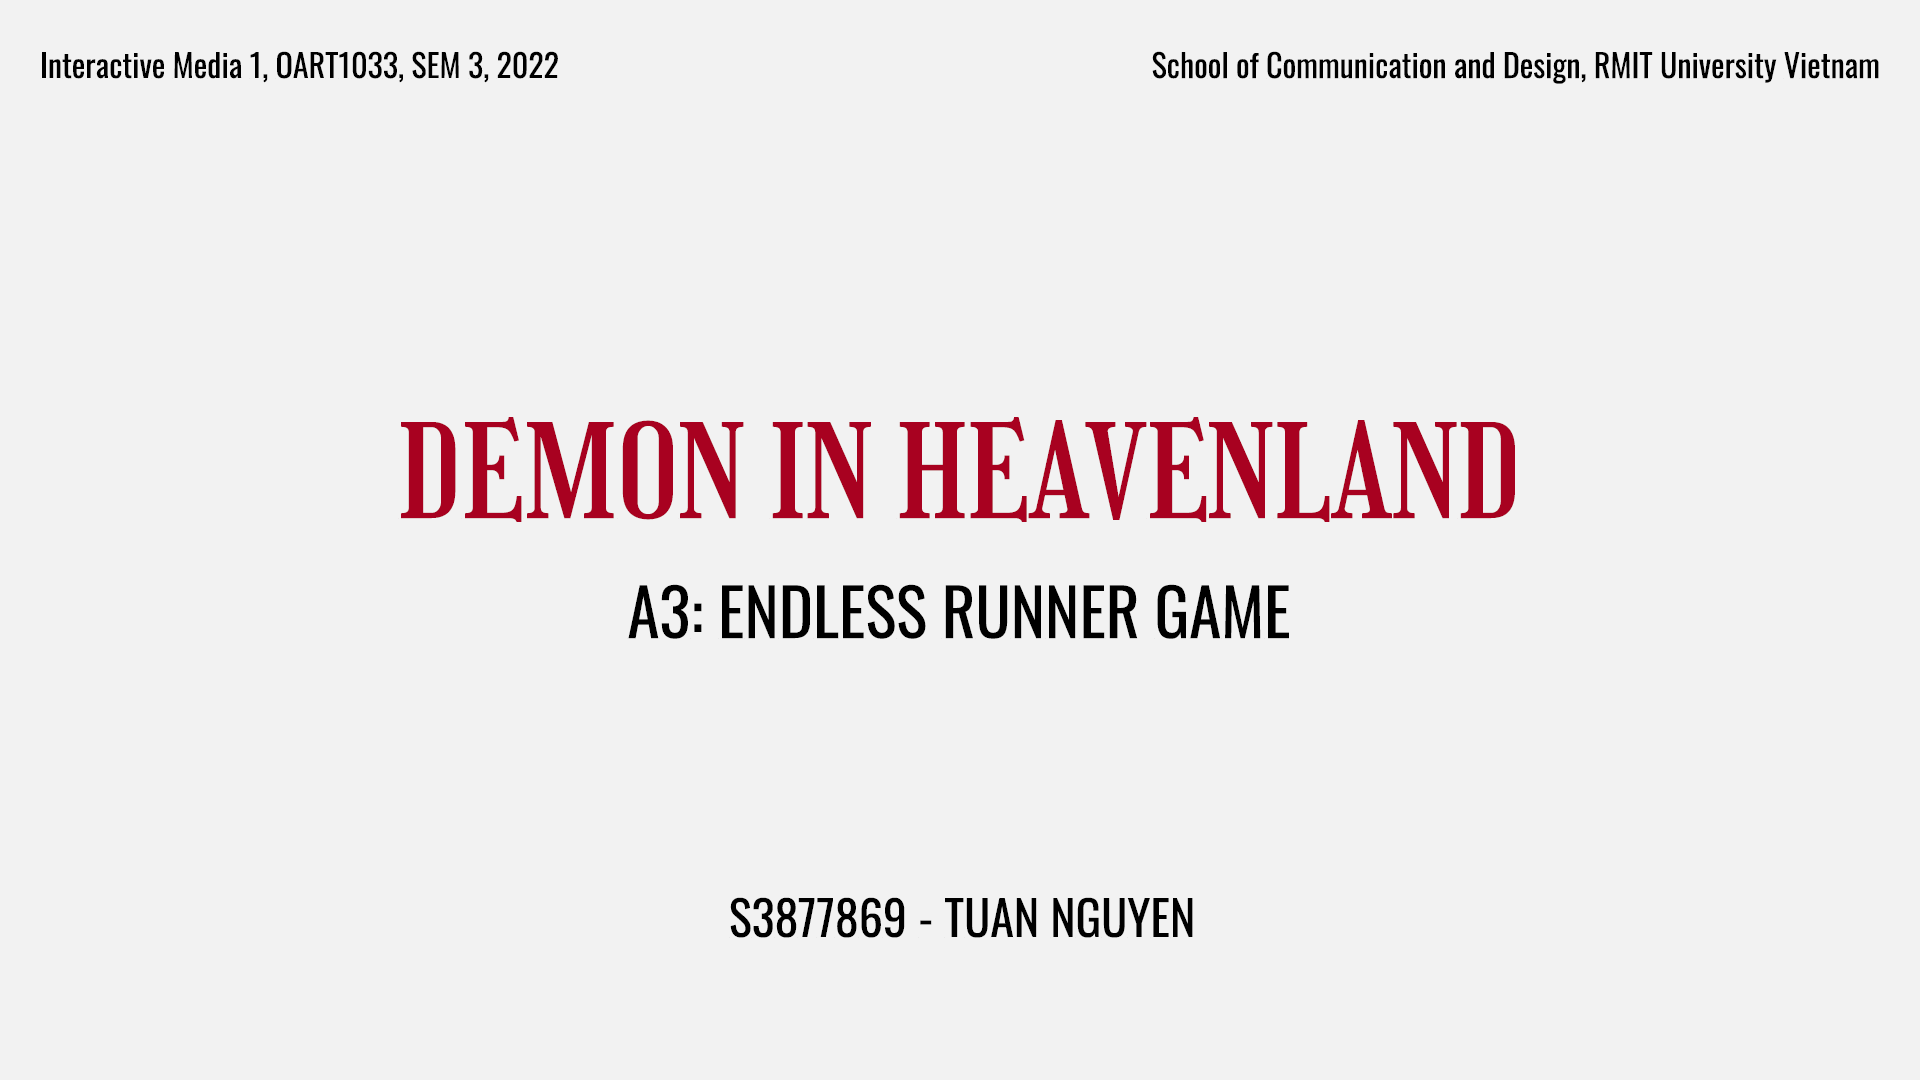 Interactive Media 1, OART1033, SEM 3, 2022
School of Communication and Design, RMIT University Vietnam
DEMON IN HEAVENLAND
A3: ENDLESS RUNNER GAME
S3877869 - TUAN NGUYEN